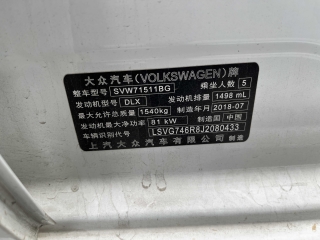 大众汽车(VOLKSWAGEN)牌
整车型号 SVW71511BG 乘坐人数 5
发动机型号 DLX 发动机排量 1498 mL
最大允许总质量 1540kg 制造年月 2018-07
发动机最大净功率 81 kW 制造国 中国
车辆识别代号 LSVG746R8J2080433
上汽大众汽车有限公司 制造